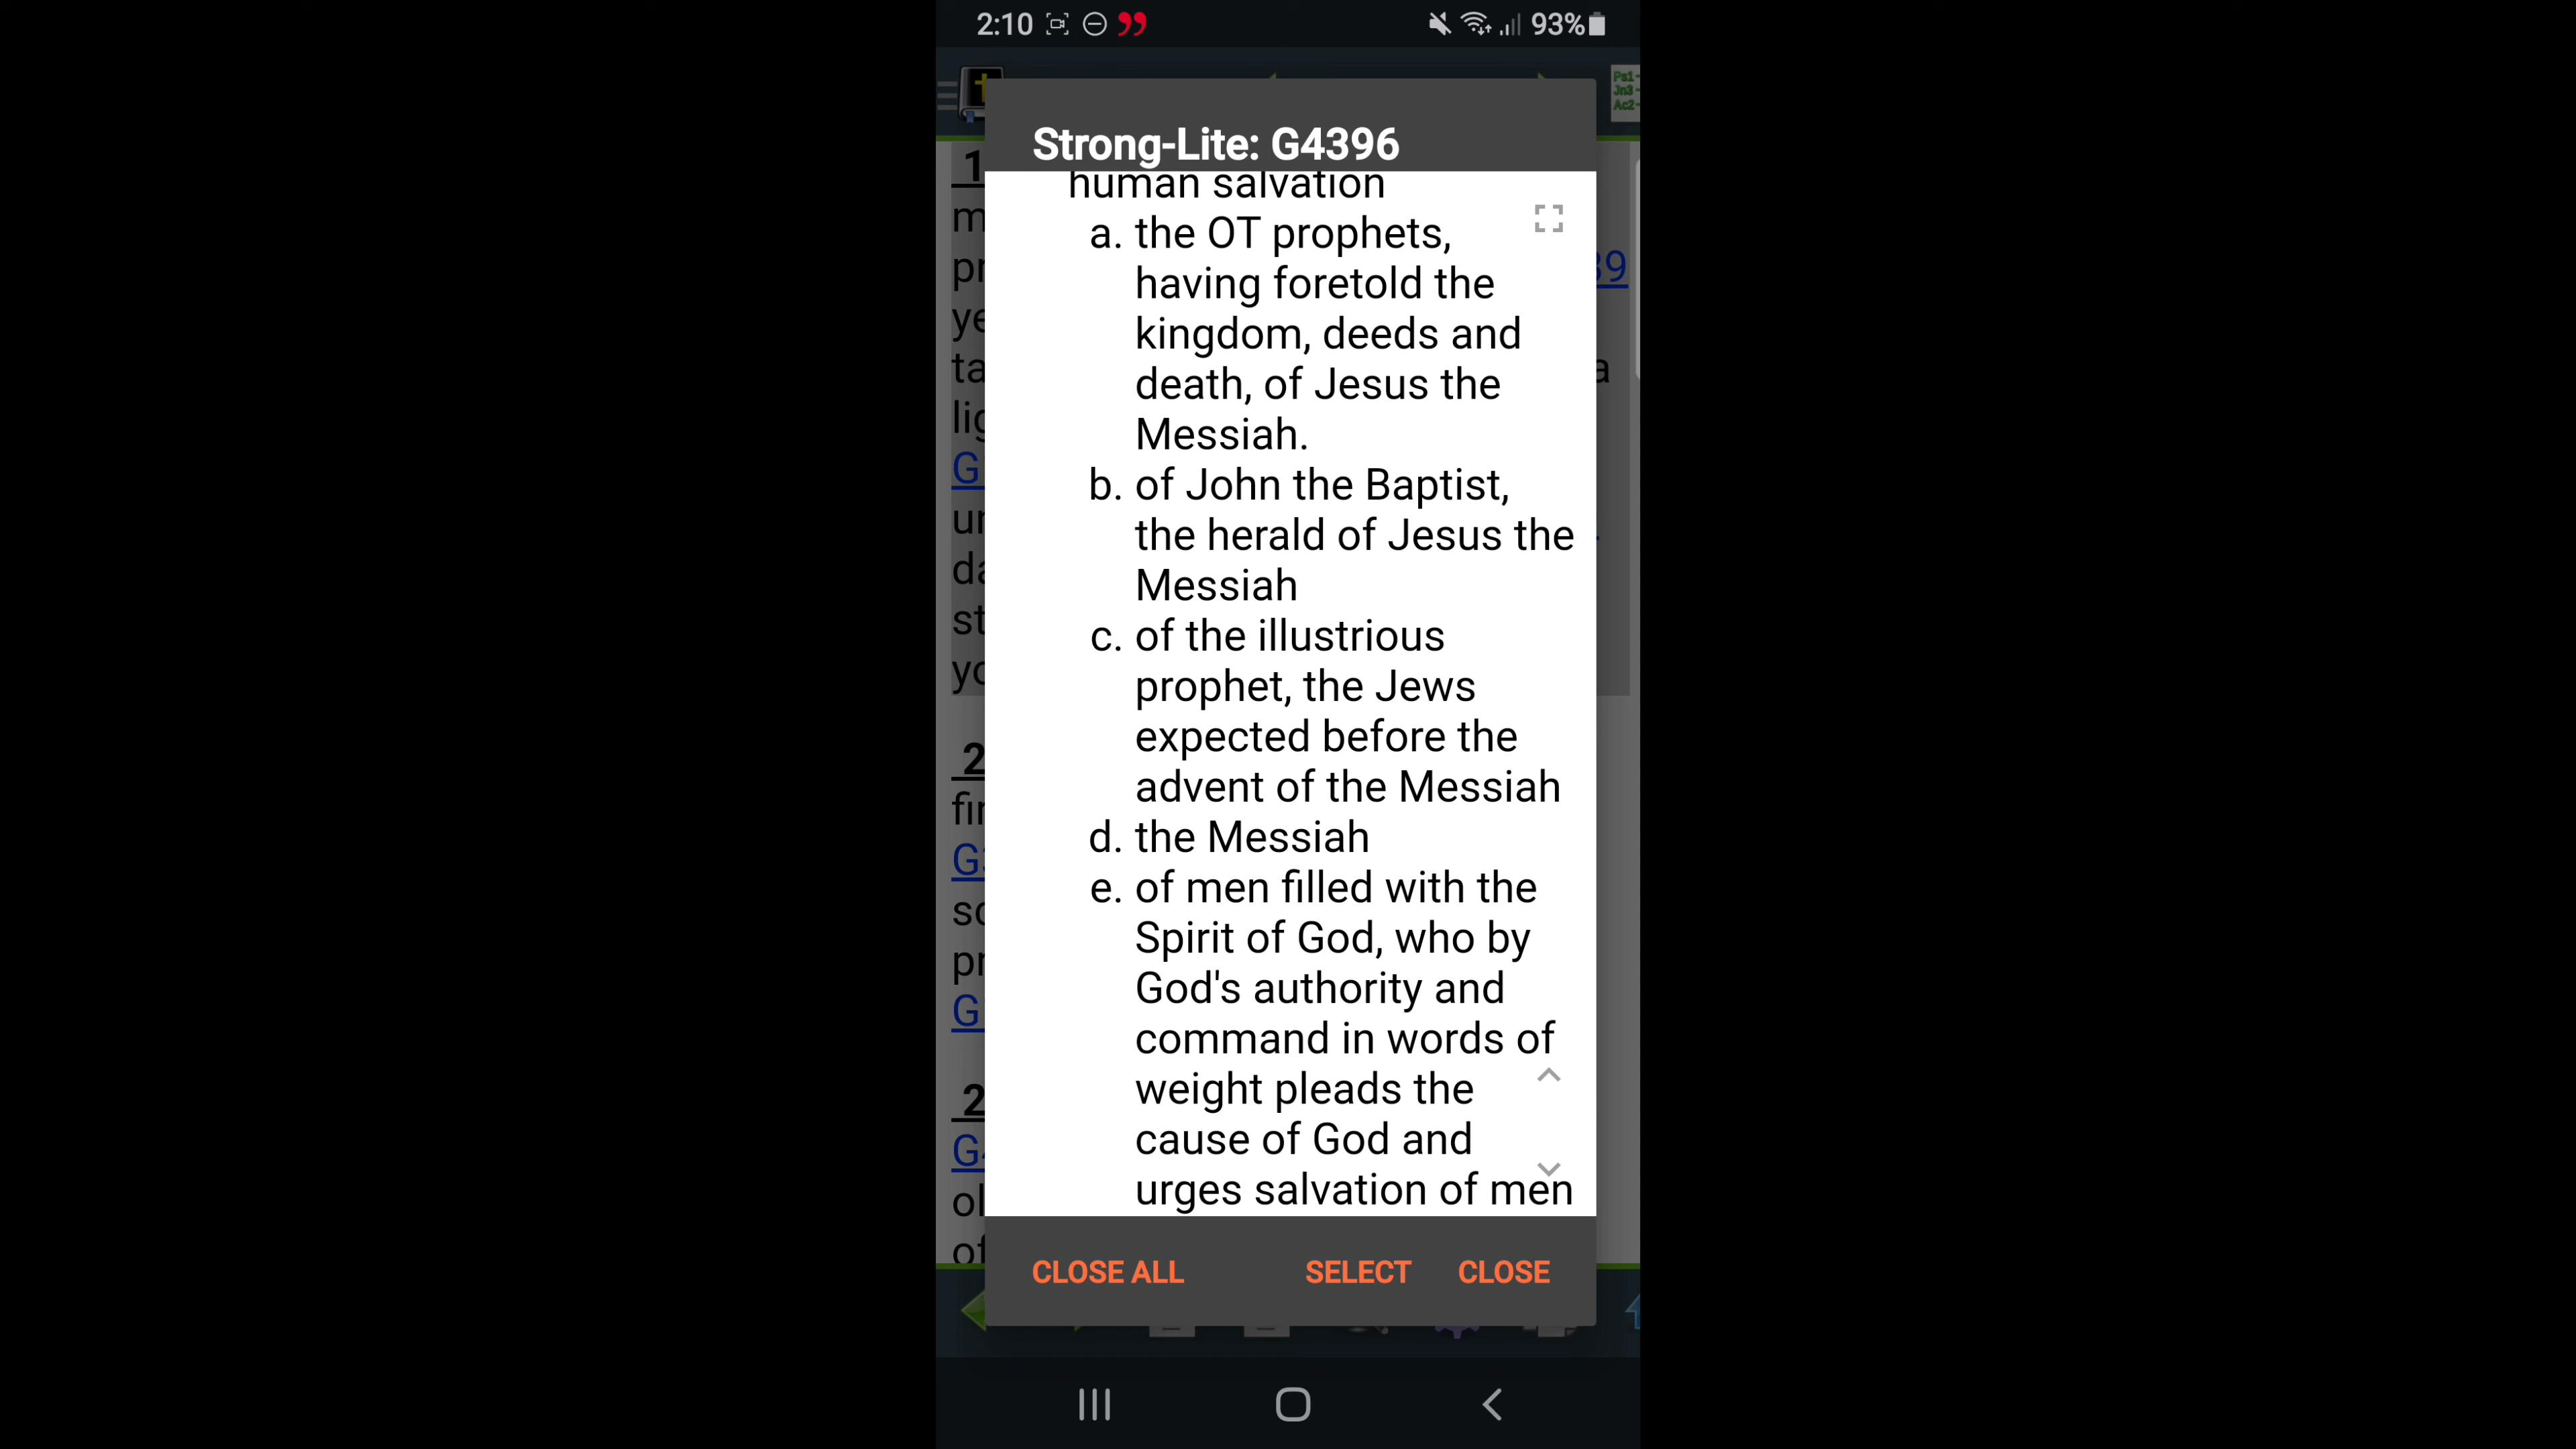 2:10 93%
Ps1-
Jn3-
Ac2-
Strong-Lite: G4396
human salvation
a. the OT prophets,
having foretold the
kingdom, deeds and
death, of Jesus the
Messiah.
b. of John the Baptist,
the herald of Jesus the
Messiah
c. of the illustrious
prophet, the Jews
expected before the
advent of the Messiah
d. the Messiah
e. of men filled with the
Spirit of God, who by
God's authority and
command in words of
weight pleads the
cause of God and
urges salvation of men
CLOSE ALL SELECT CLOSE